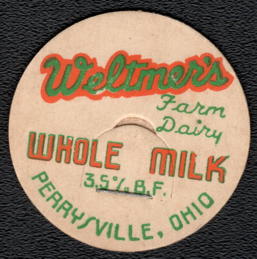 Weltmer's
Farm
Dairy
WHOLE MILK
3.5% B.F.
PERRYSVILLE, OHIO